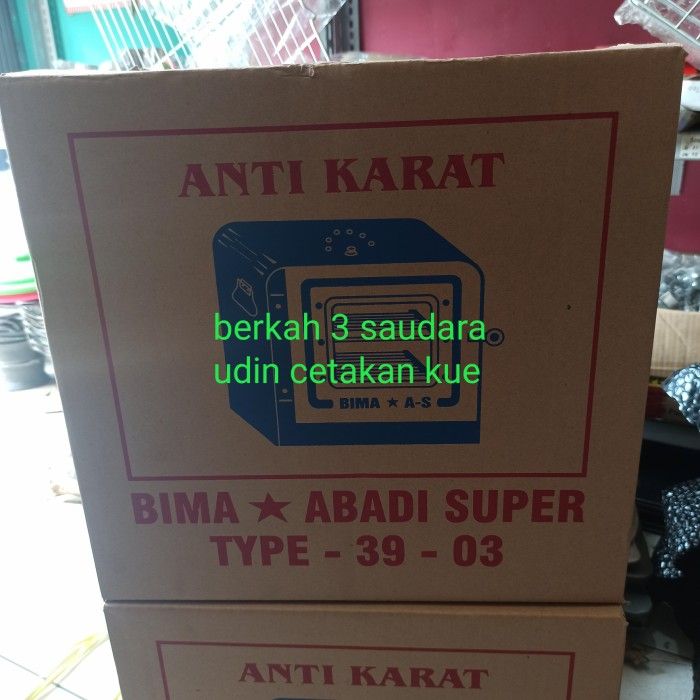 ANTI KARAT
berkah 3 saudara
udin cetakan kue
BIMA ★ A-S
BIMA ★ ABADI SUPER
TYPE - 39 - 03
ANTI KARAT